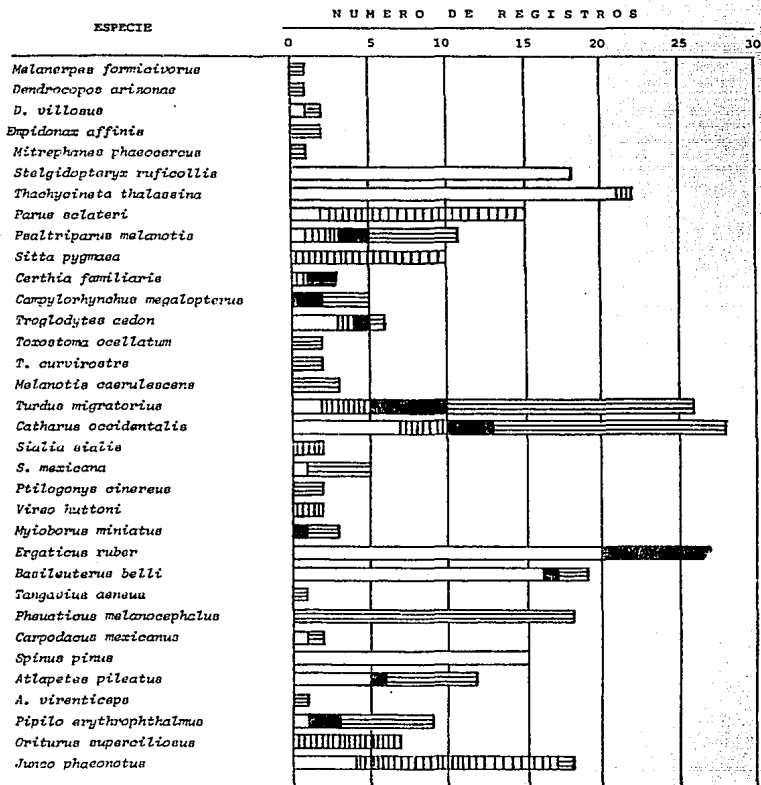 NUMERO DE REGISTROS
ESPECIE
0 5 10 15 20 25 30
Melanerpes formicivorus
Dendrocopos arizonae
D. villosus
Empidonax affinis
Mitrephanes phaeocercus
Stelgidopteryx ruficollis
Thachycineta thalassina
Parus sclateri
Psaltriparus melanotis
Sitta pygmaea
Certhia familiaris
Campylorhynchus megalopterus
Troglodytes aedon
Toxostoma ocellatum
T. curvirostre
Melanotis caerulescens
Turdus migratorius
Catharus occidentalis
Sialia sialis
S. mexicana
Ptilogonys cinereus
Vireo huttoni
Myioborus miniatus
Ergaticus ruber
Basileuterus belli
Tangavius aeneus
Pheuaticus melanocephalus
Carpodacus mexicanus
Spinus pinus
Atlapetes pileatus
A. virenticeps
Pipilo erythrophthalmus
Oriturus superciliosus
Junco phaeonotus